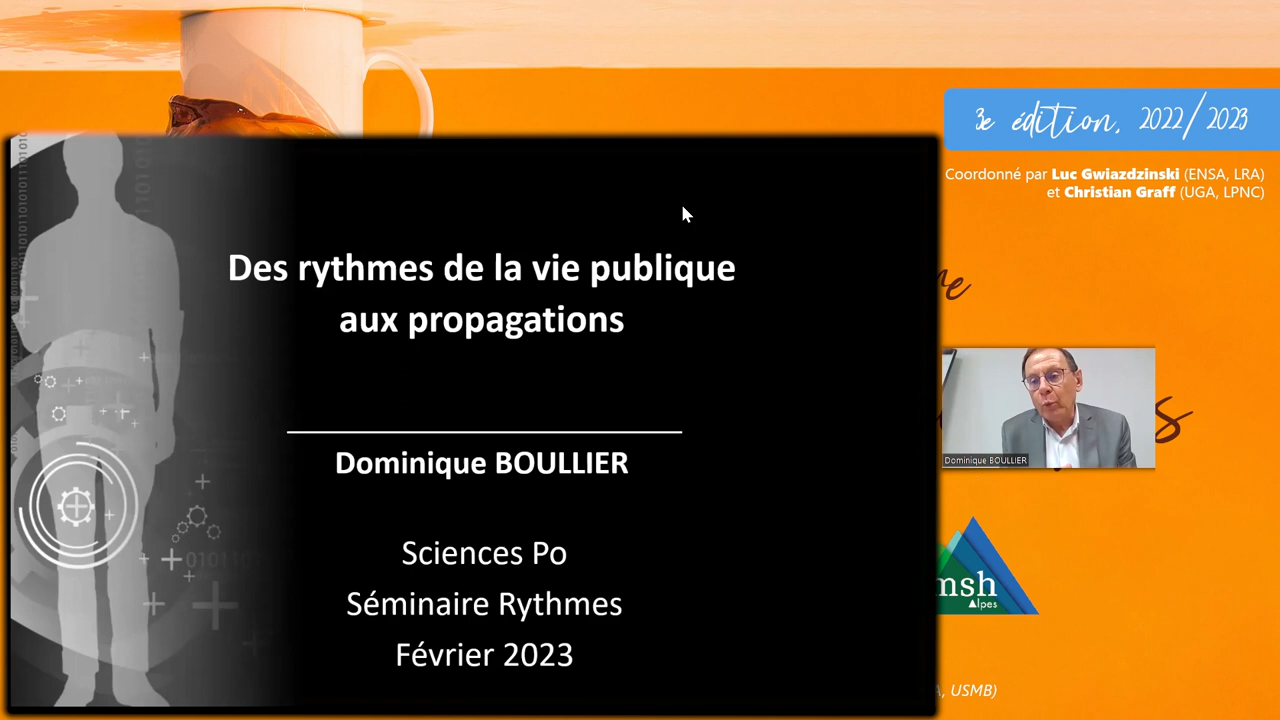 3e édition, 2022/2023
Coordonné par Luc Gwiazdzinski (ENSA, LRA)
et Christian Graff (UGA, LPNC)
Des rythmes de la vie publique
aux propagations
Dominique BOULLIER
Sciences Po
Séminaire Rythmes
Février 2023
Dominique BOULLIER
msh
Alpes
USMB)